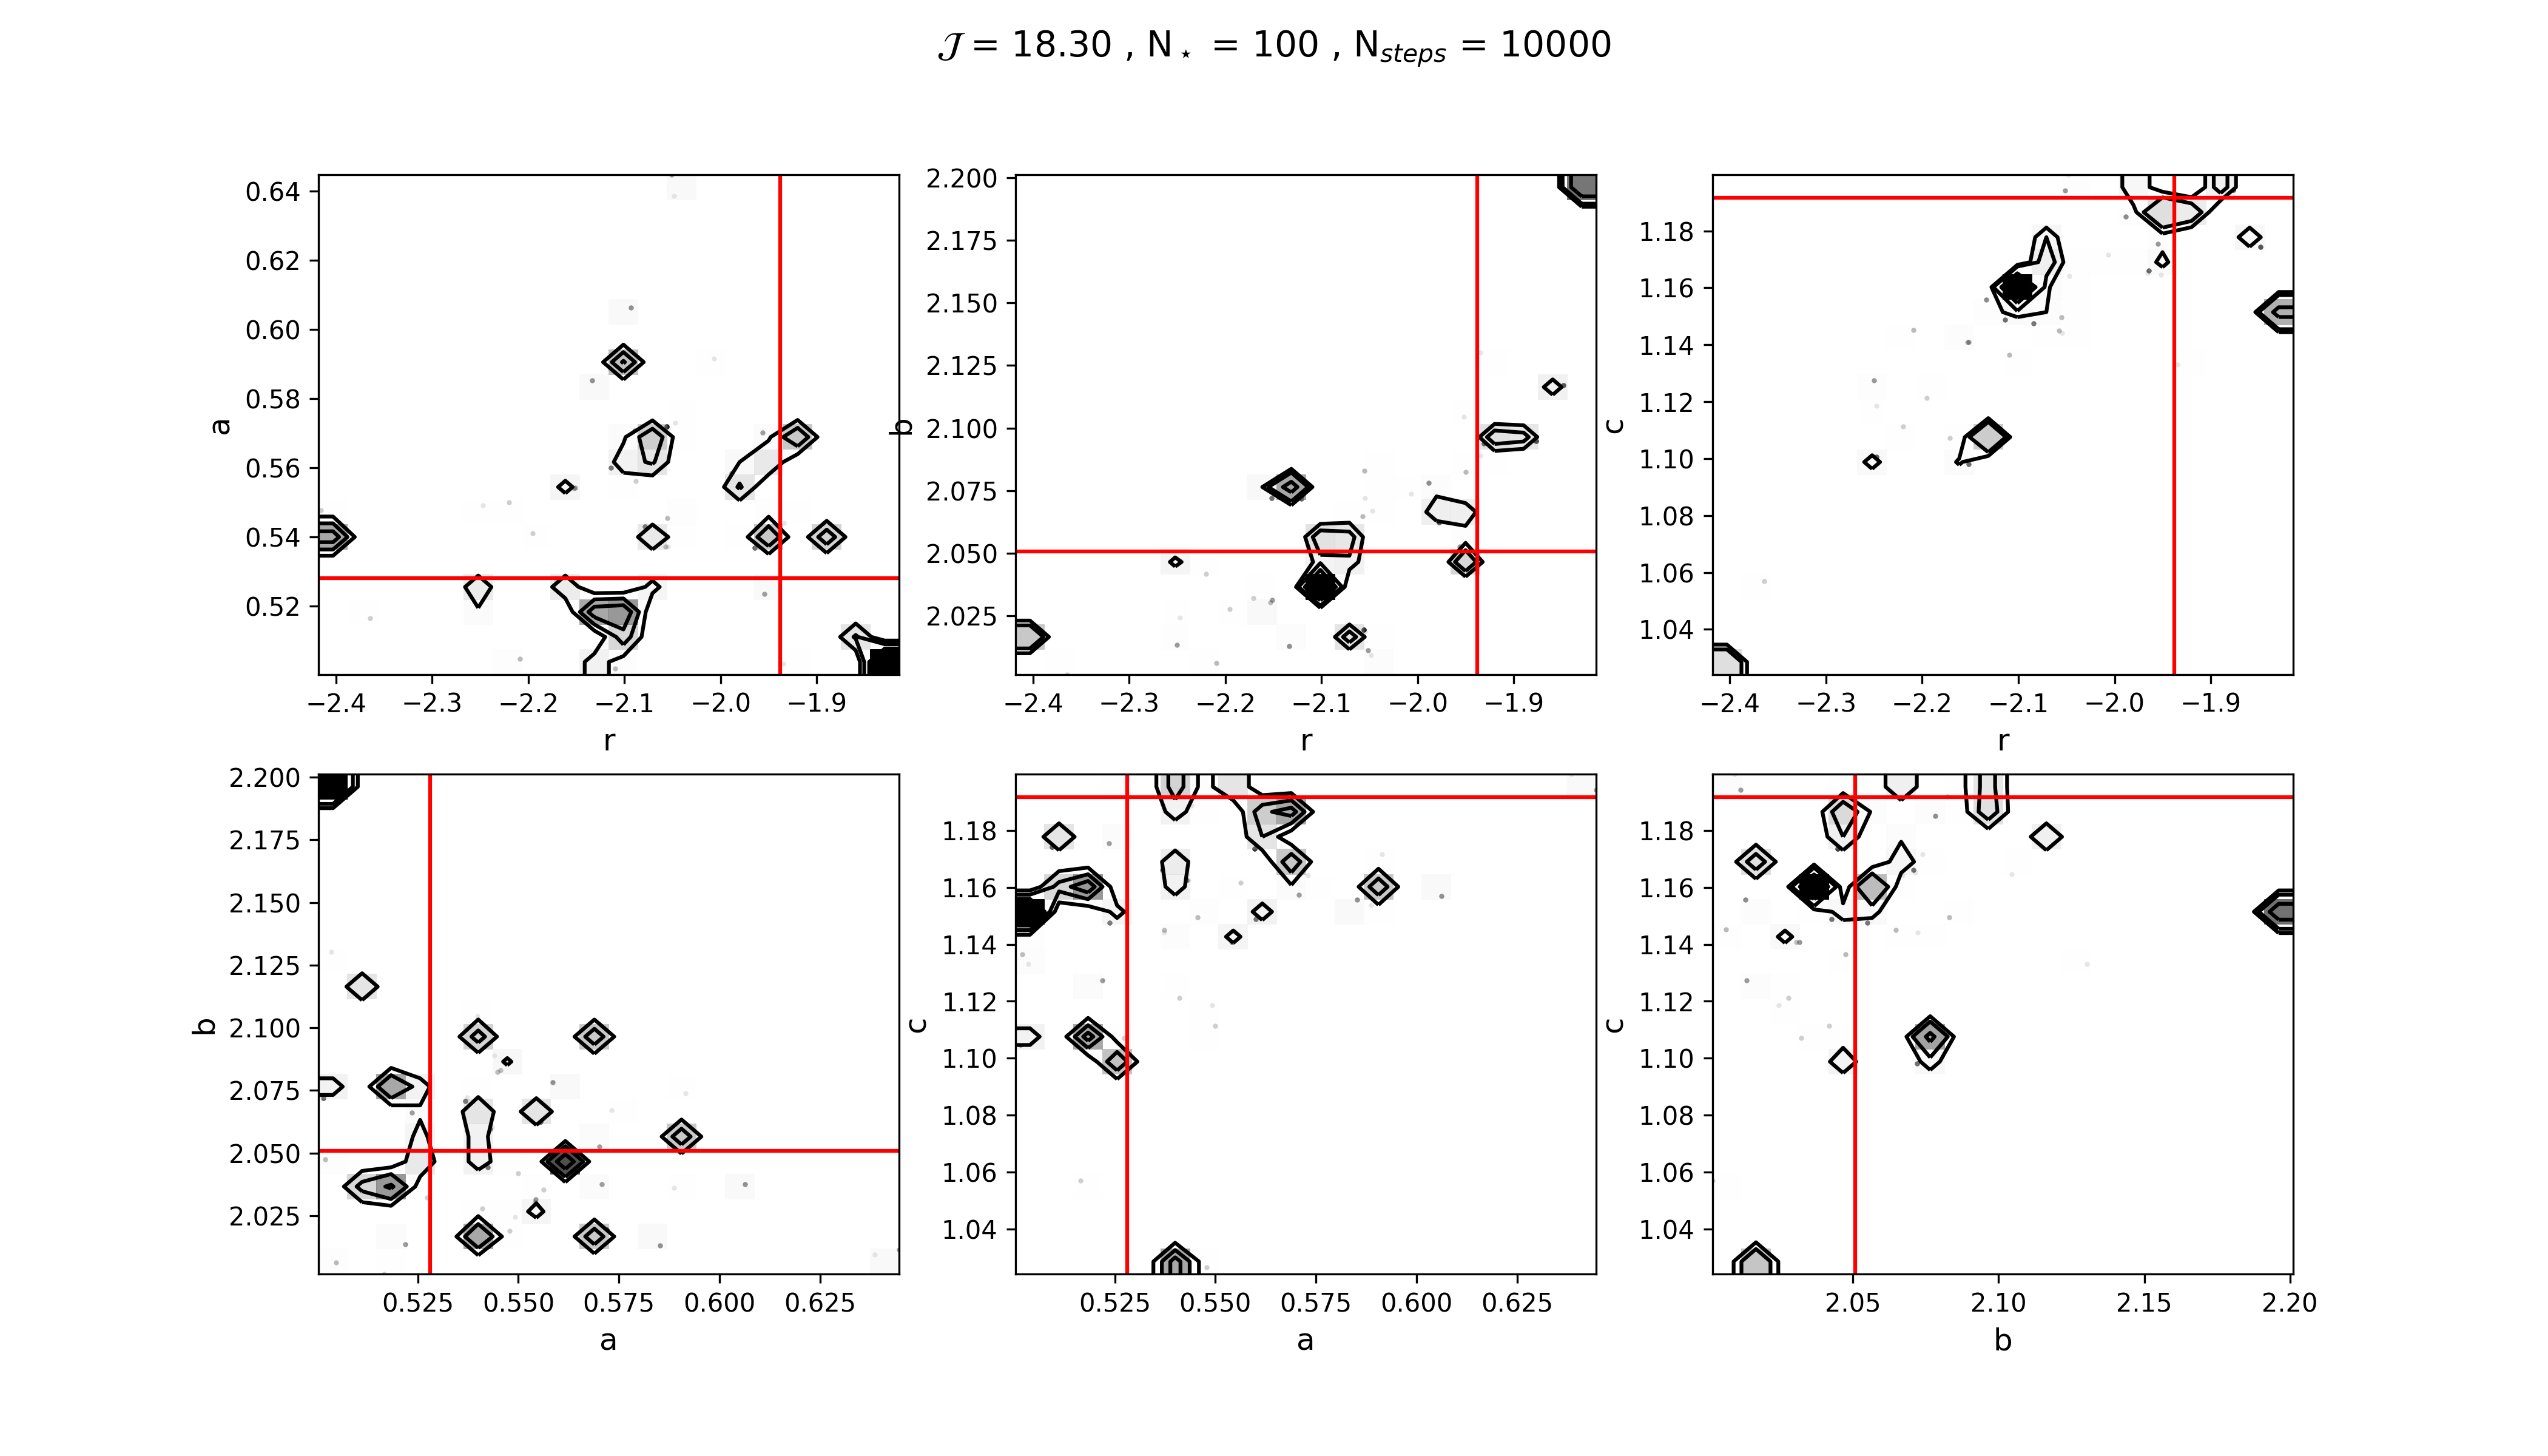 𝒥 = 18.30 , N⋆ = 100 , Nsteps = 10000
0.64
0.62
0.60
0.58
0.56
0.54
0.52
a
−2.4 −2.3 −2.2 −2.1 −2.0 −1.9
r
2.200
2.175
2.150
2.125
2.100
2.075
2.050
2.025
b
−2.4 −2.3 −2.2 −2.1 −2.0 −1.9
r
1.18
1.16
1.14
1.12
1.10
1.08
1.06
1.04
c
−2.4 −2.3 −2.2 −2.1 −2.0 −1.9
r
2.200
2.175
2.150
2.125
2.100
2.075
2.050
2.025
b
0.525 0.550 0.575 0.600 0.625
a
1.18
1.16
1.14
1.12
1.10
1.08
1.06
1.04
c
0.525 0.550 0.575 0.600 0.625
a
1.18
1.16
1.14
1.12
1.10
1.08
1.06
1.04
c
2.05 2.10 2.15 2.20
b